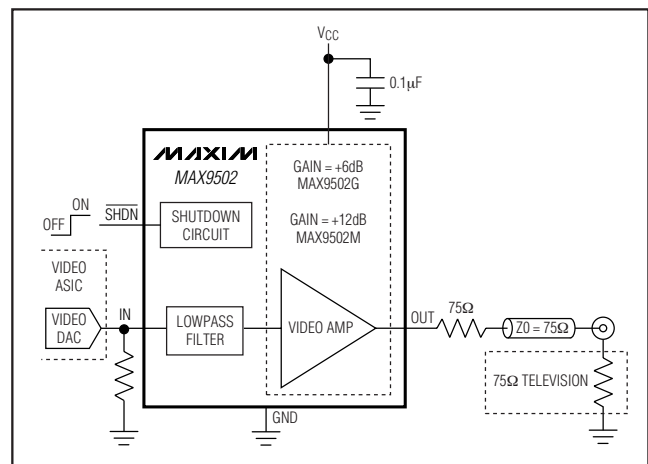 VCC
0.1μF
MAXIM
MAX9502
GAIN = +6dB
MAX9502G
GAIN = +12dB
MAX9502M
ON
OFF
SHDN
SHUTDOWN
CIRCUIT
VIDEO
ASIC
VIDEO
DAC
IN
LOWPASS
FILTER
VIDEO AMP
OUT
75Ω
Z0 = 75Ω
75Ω TELEVISION
GND